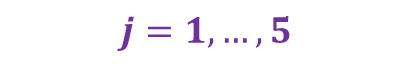 j = 1, ... , 5